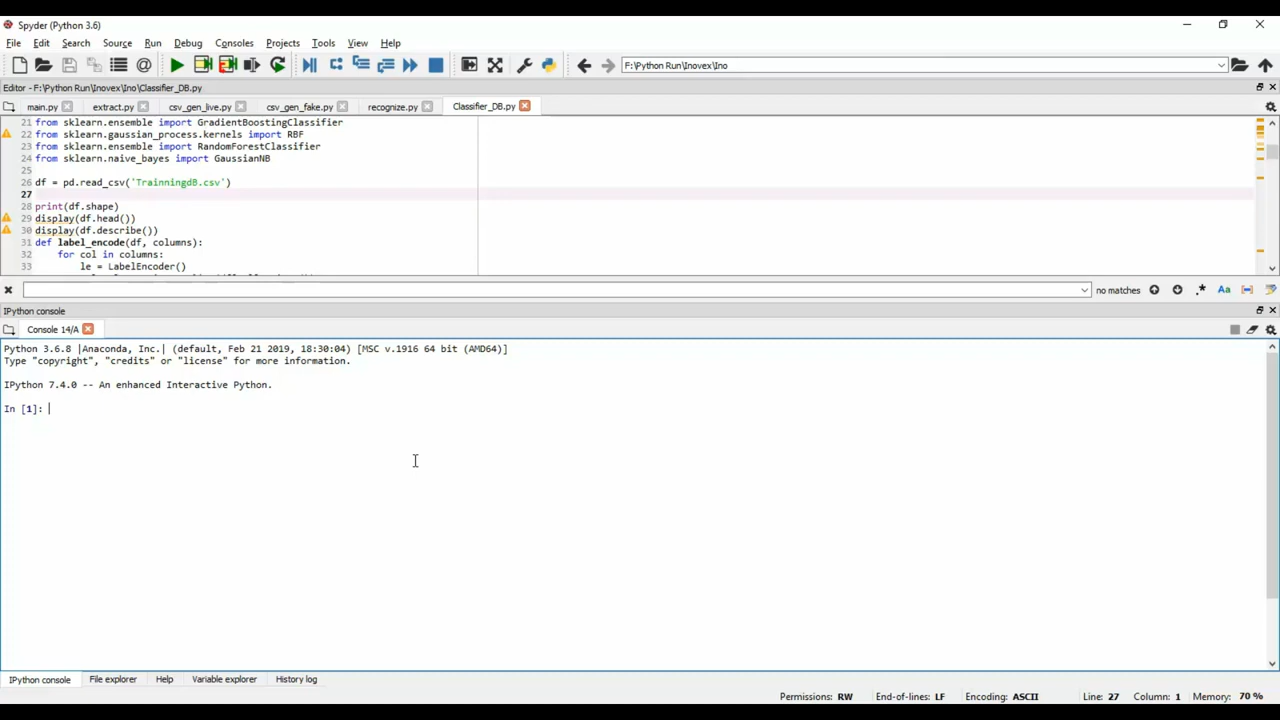 Spyder (Python 3.6)
File Edit Search Source Run Debug Consoles Projects Tools View Help
F:\Python Run\Inovex\Ino
Editor - F:\Python Run\Inovex\Ino\Classifier_DB.py
main.py extract.py csv_gen_live.py csv_gen_fake.py recognize.py Classifier_DB.py
21 from sklearn.ensemble import GradientBoostingClassifier
22 from sklearn.gaussian_process.kernels import RBF
23 from sklearn.ensemble import RandomForestClassifier
24 from sklearn.naive_bayes import GaussianNB
25
26 df = pd.read_csv('TrainningdB.csv')
27
28 print(df.shape)
29 display(df.head())
30 display(df.describe())
31 def label_encode(df, columns):
32     for col in columns:
33         le = LabelEncoder()
no matches .* Aa
IPython console
Console 14/A
Python 3.6.8 |Anaconda, Inc.| (default, Feb 21 2019, 18:30:04) [MSC v.1916 64 bit (AMD64)]
Type "copyright", "credits" or "license" for more information.
IPython 7.4.0 -- An enhanced Interactive Python.
In [1]:
IPython console File explorer Help Variable explorer History log
Permissions: RW End-of-lines: LF Encoding: ASCII Line: 27 Column: 1 Memory: 70 %